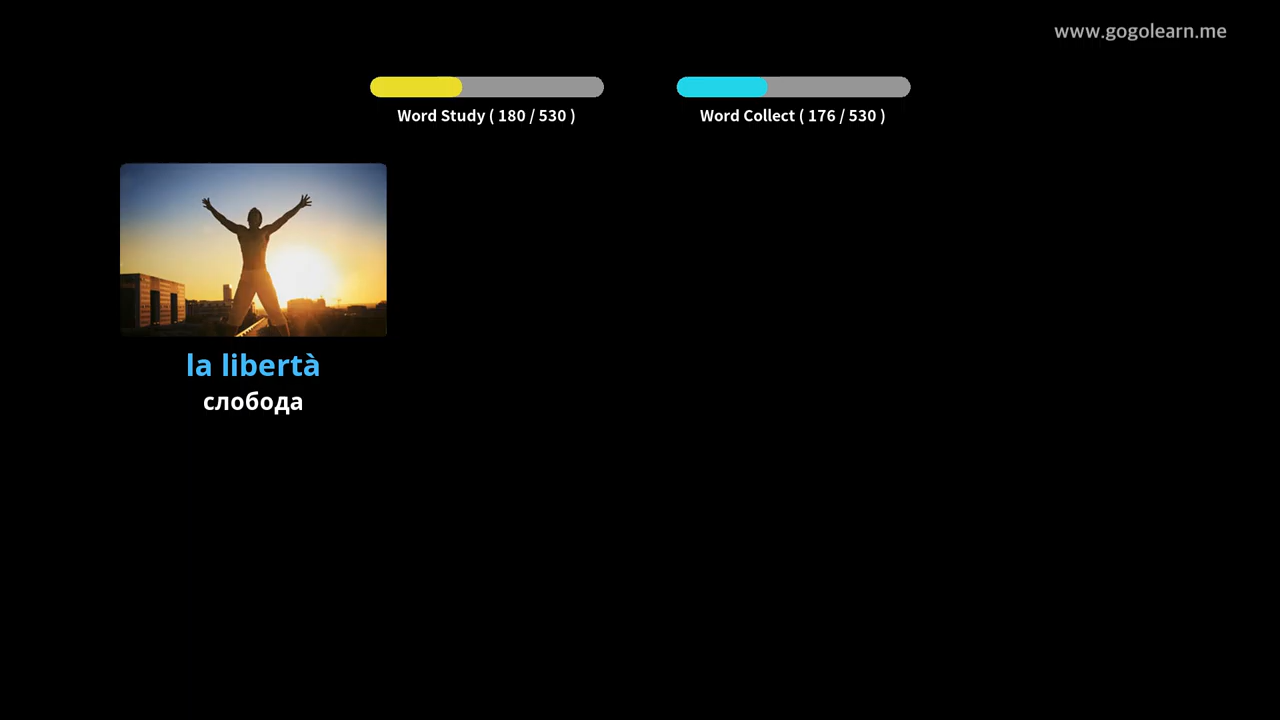 www.gogolearn.me
Word Study ( 180 / 530 )
Word Collect ( 176 / 530 )
la libertà
слобода